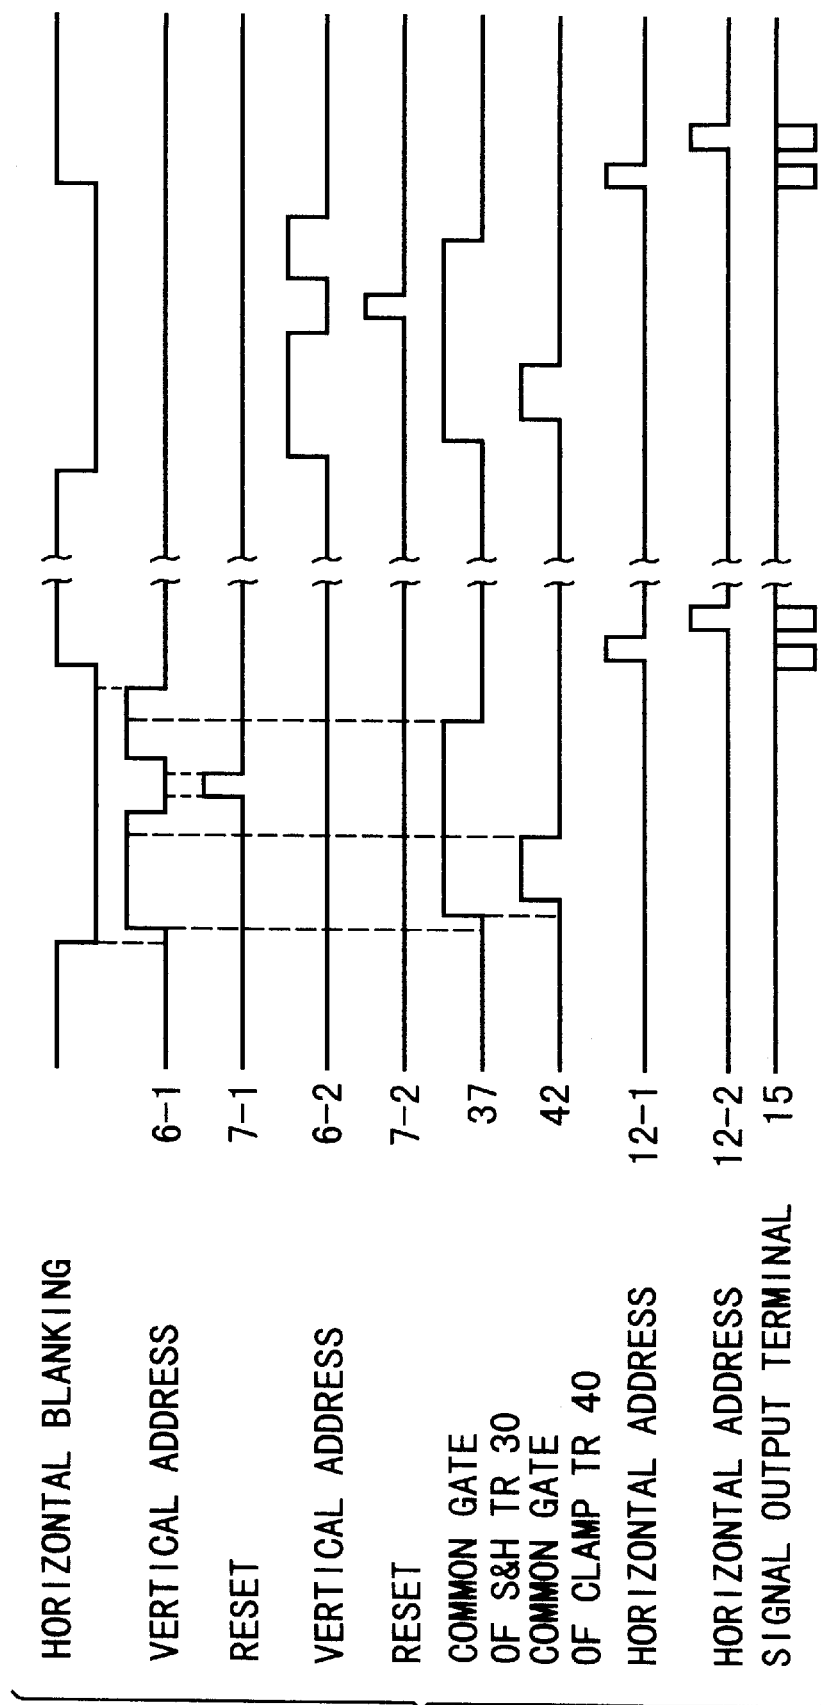 HORIZONTAL BLANKING
VERTICAL ADDRESS 6-1
RESET 7-1
VERTICAL ADDRESS 6-2
RESET 7-2
COMMON GATE
OF S&H TR 30 37
COMMON GATE
OF CLAMP TR 40 42
HORIZONTAL ADDRESS 12-1
HORIZONTAL ADDRESS 12-2
SIGNAL OUTPUT TERMINAL 15